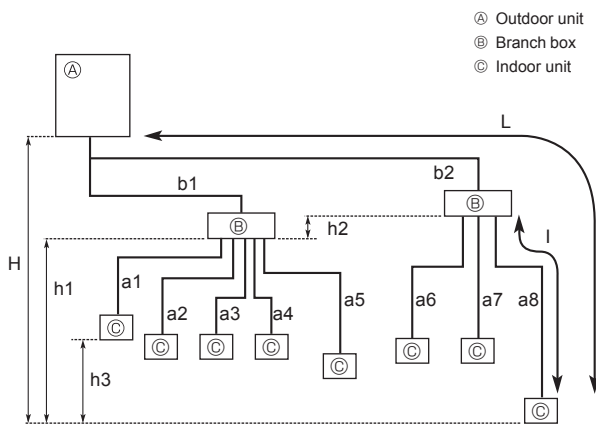 Ⓐ Outdoor unit
Ⓑ Branch box
Ⓒ Indoor unit
Ⓐ
L
b1
b2
Ⓑ
Ⓑ
h2
H
h1
l
a1
a2
a3
a4
a5
a6
a7
a8
Ⓒ
Ⓒ
Ⓒ
Ⓒ
Ⓒ
Ⓒ
Ⓒ
h3
Ⓒ